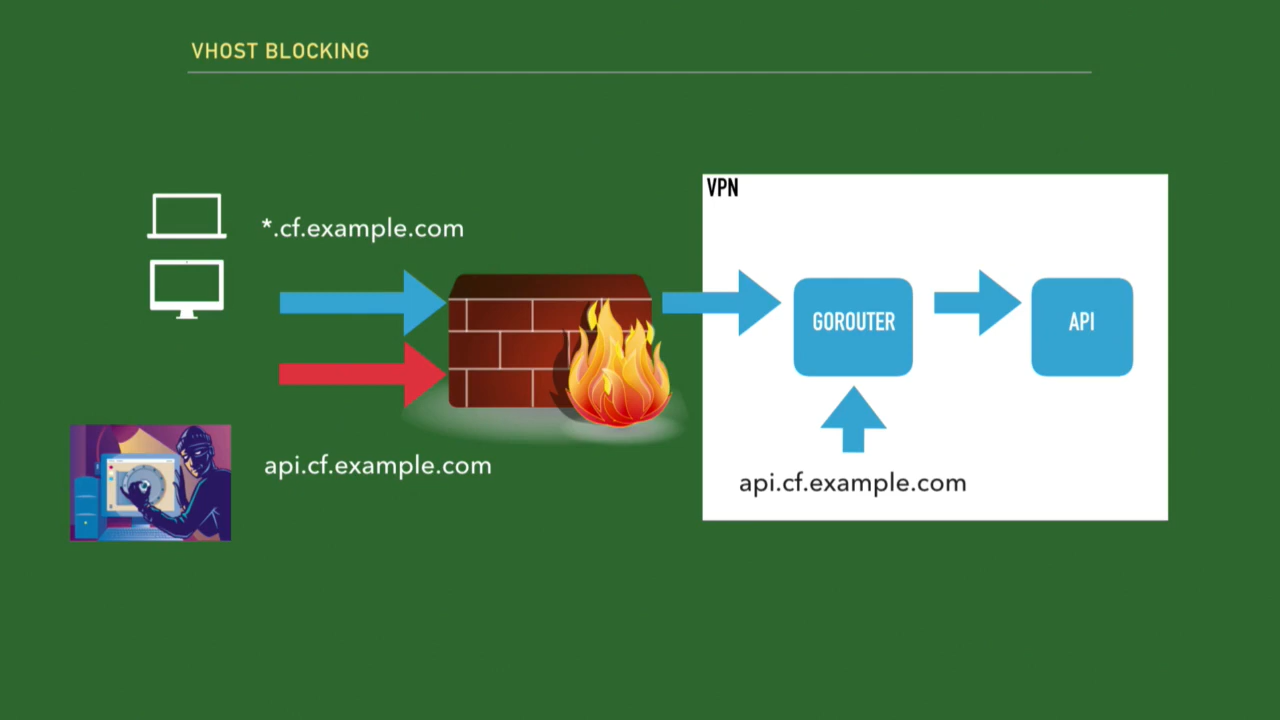 VHOST BLOCKING
*.cf.example.com
api.cf.example.com
VPN
GOROUTER
API
api.cf.example.com